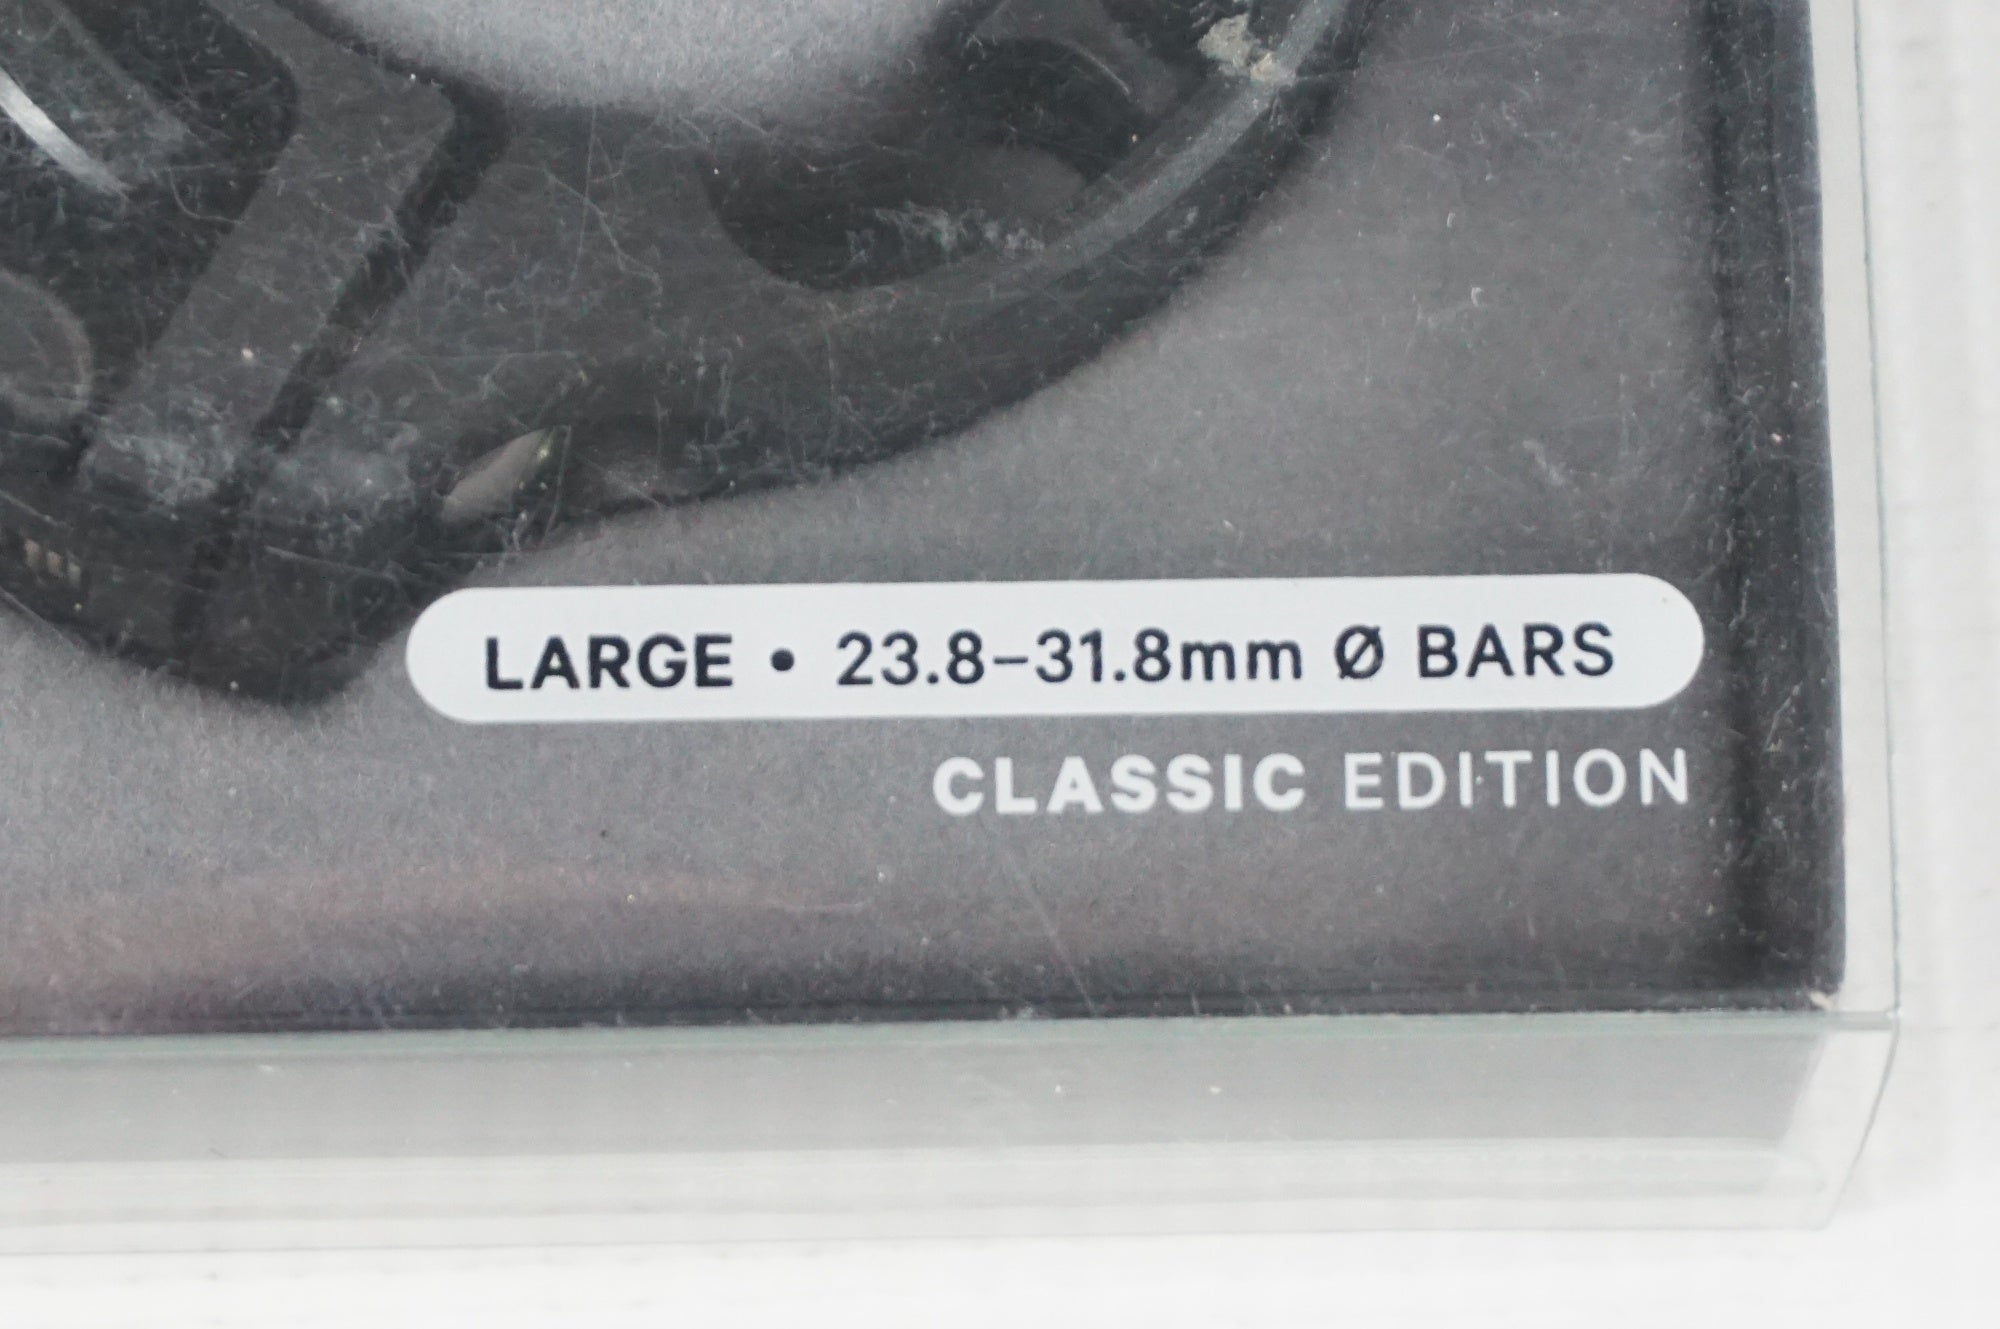 LARGE • 23.8–31.8mm Ø BARS
CLASSIC EDITION